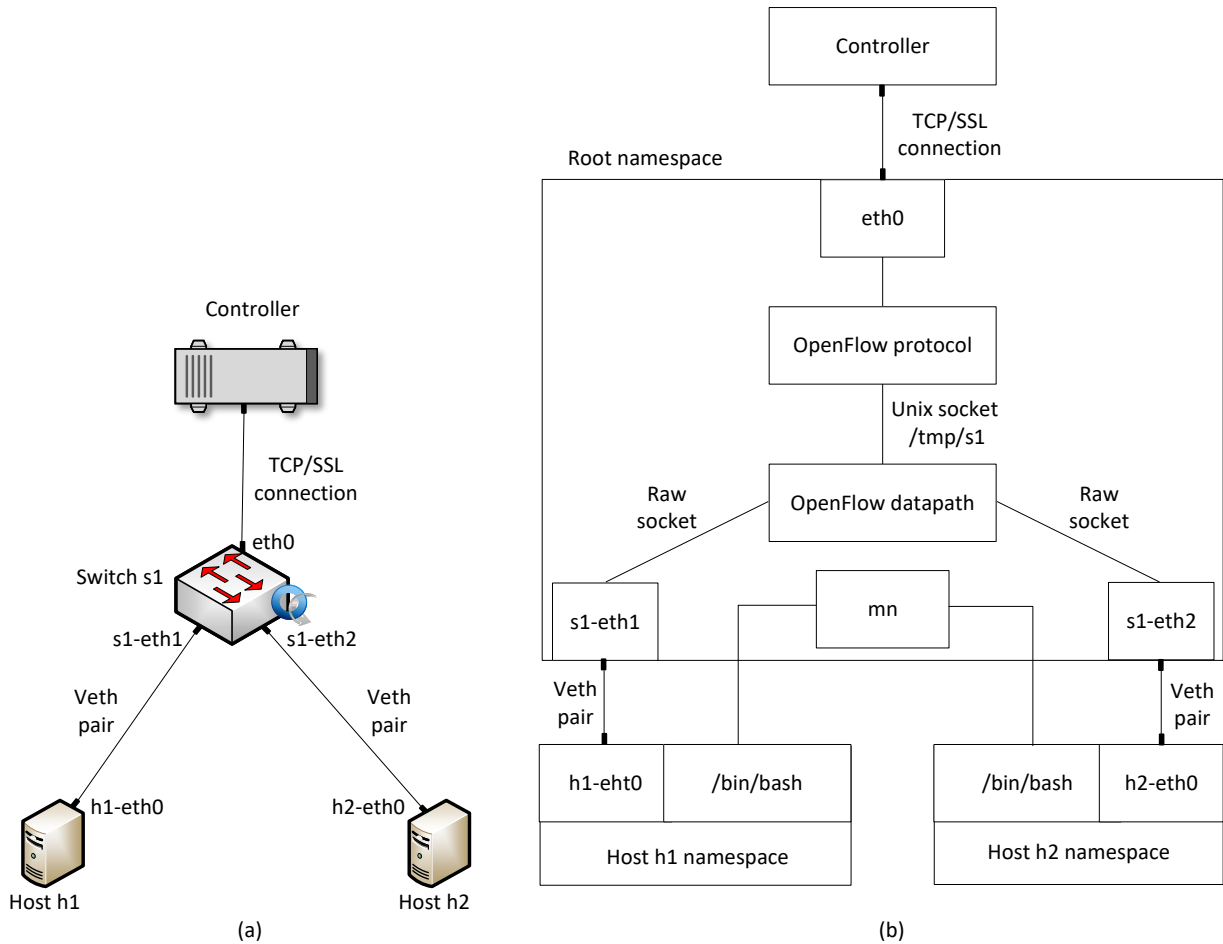 Controller
TCP/SSL
connection
eth0
Switch s1
s1-eth1
s1-eth2
Veth
pair
Veth
pair
h1-eth0
h2-eth0
Host h1
Host h2
(a)
Controller
TCP/SSL
connection
Root namespace
eth0
OpenFlow protocol
Unix socket
/tmp/s1
OpenFlow datapath
Raw
socket
Raw
socket
s1-eth1
mn
s1-eth2
Veth
pair
Veth
pair
h1-eht0
/bin/bash
/bin/bash
h2-eth0
Host h1 namespace
Host h2 namespace
(b)